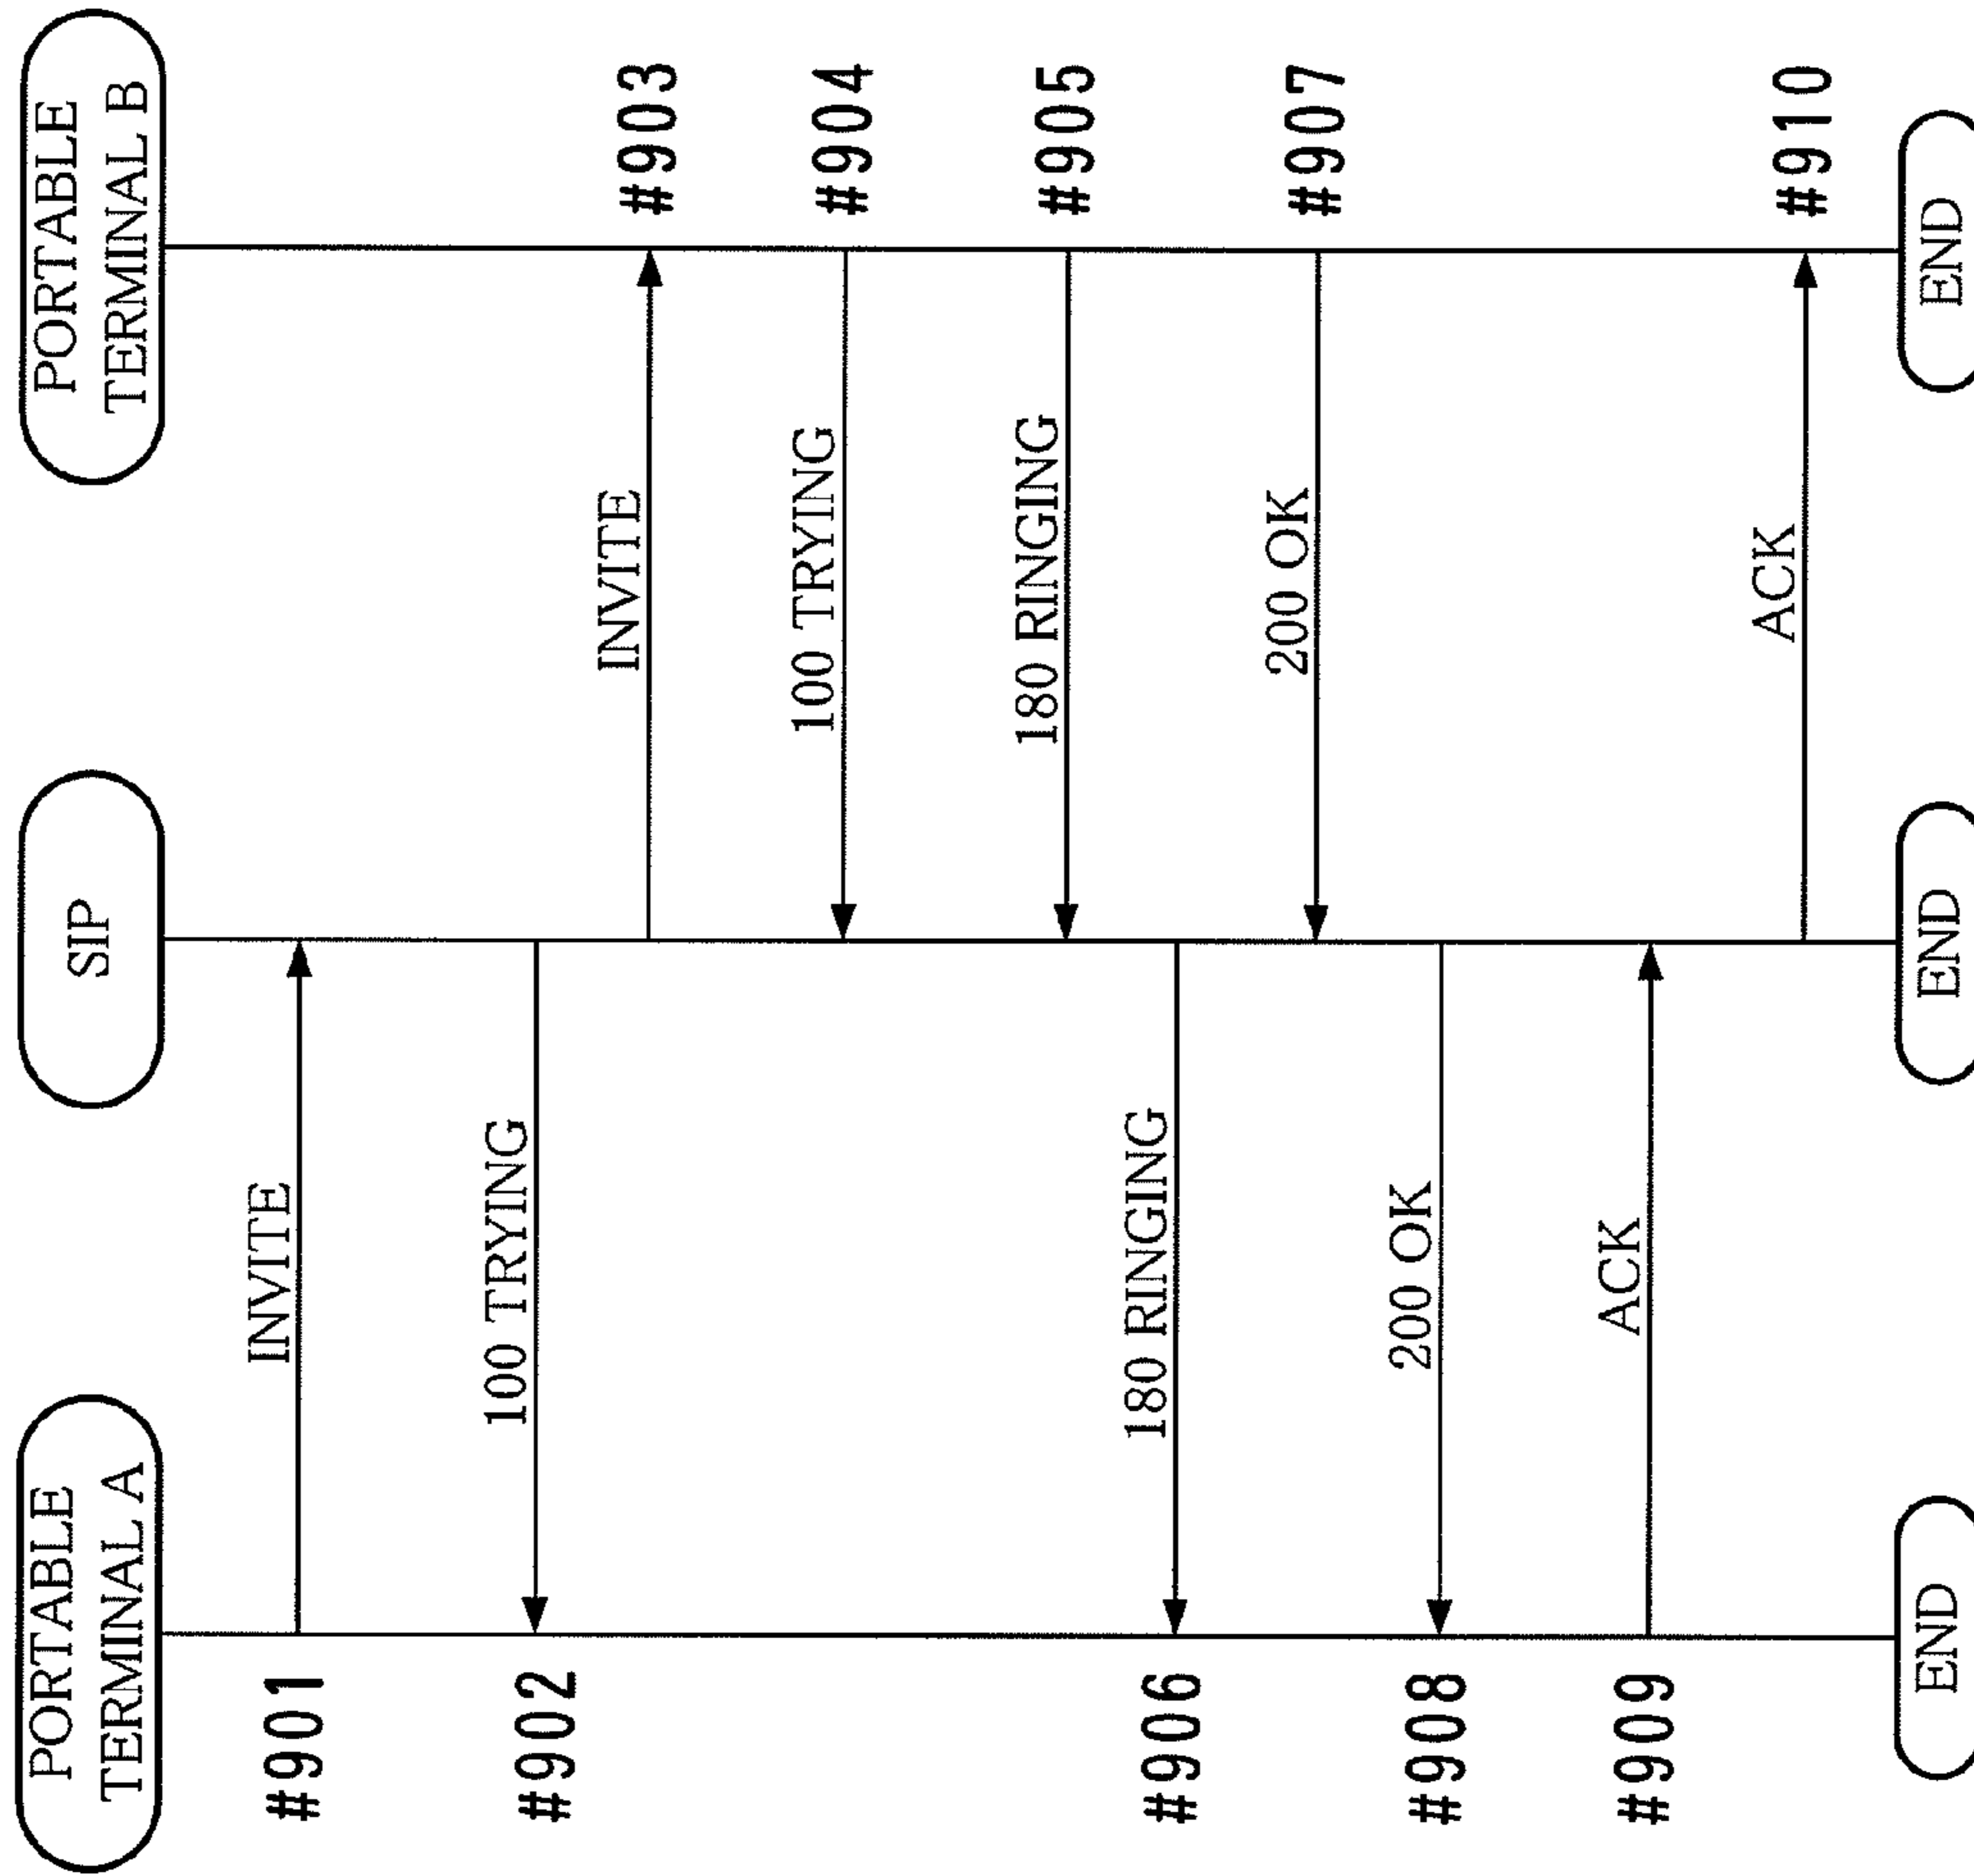 PORTABLE
TERMINAL A
SIP
PORTABLE
TERMINAL B
#901
INVITE
#902
100 TRYING
INVITE
#903
100 TRYING
#904
180 RINGING
#905
#906
180 RINGING
200 OK
#907
#908
200 OK
#909
ACK
ACK
#910
END
END
END